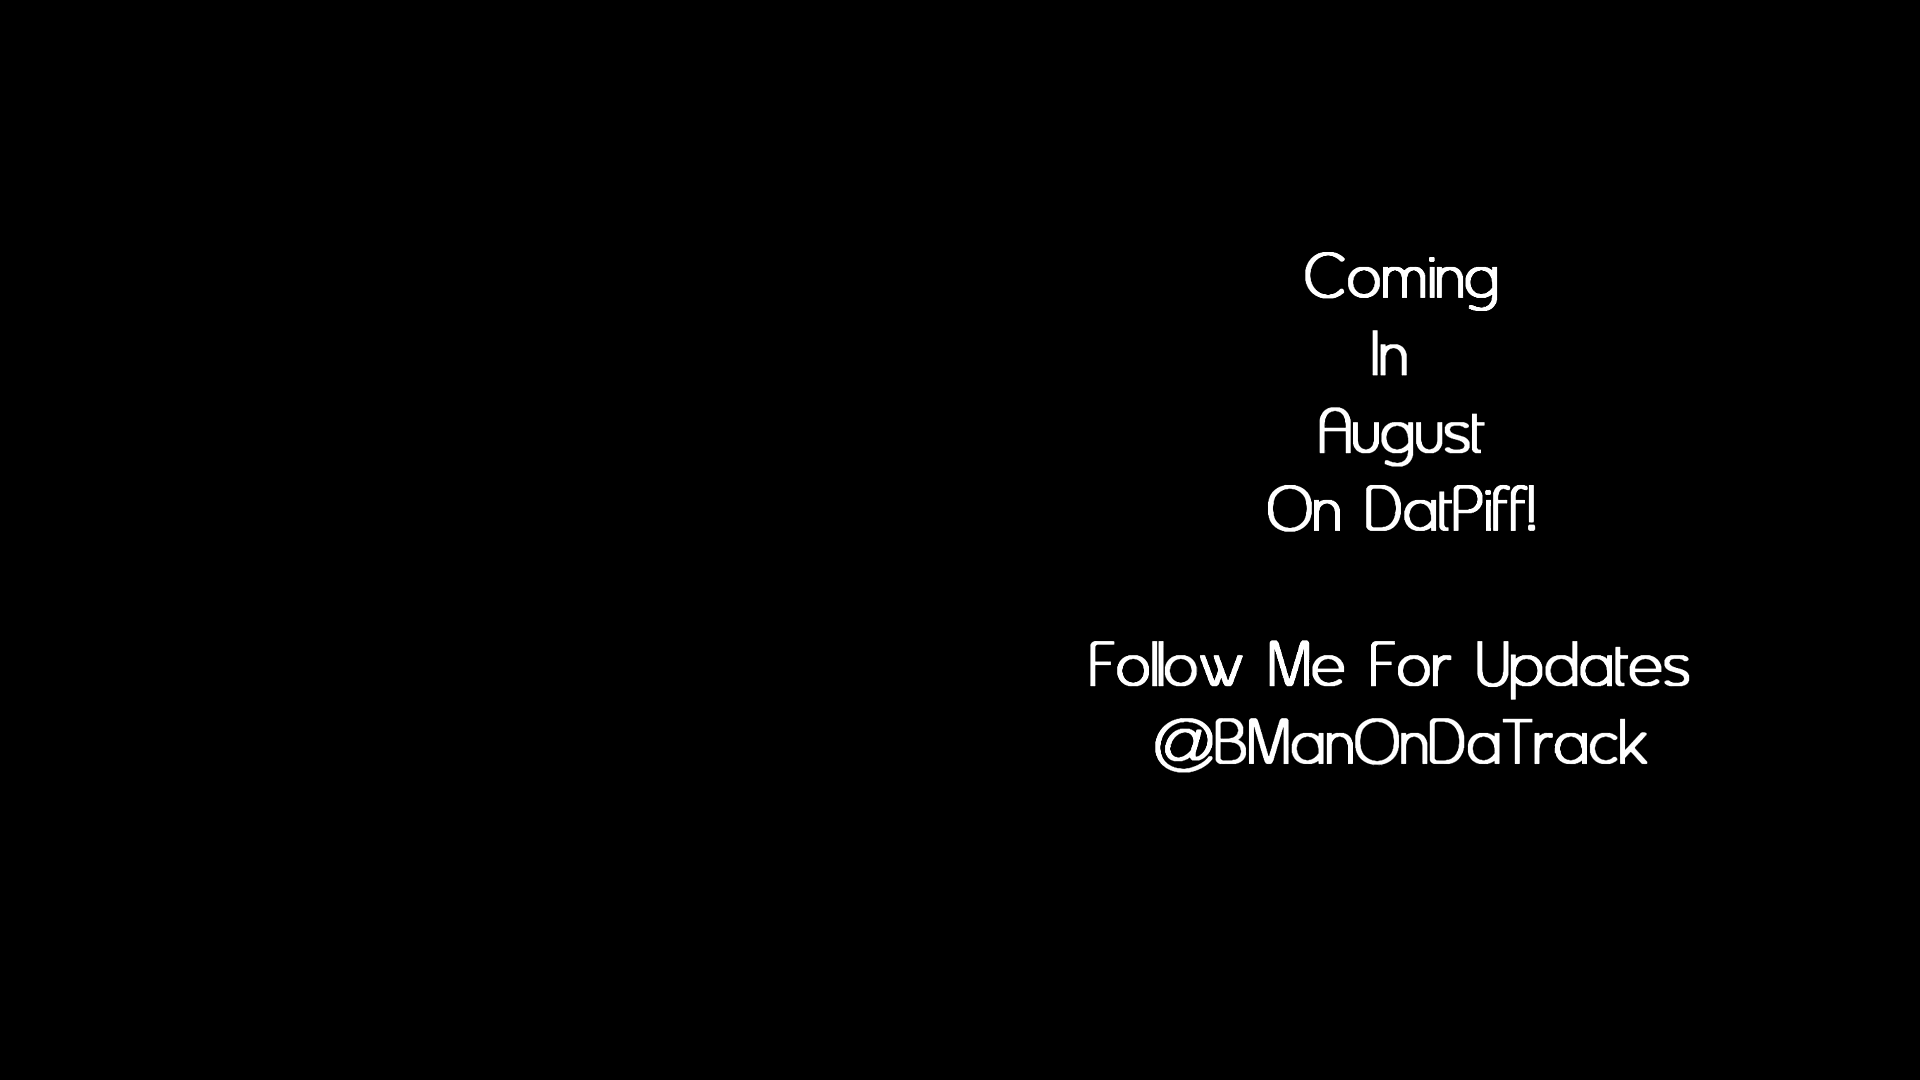 Coming
In
August
On DatPiff!
Follow Me For Updates
@BManOnDaTrack